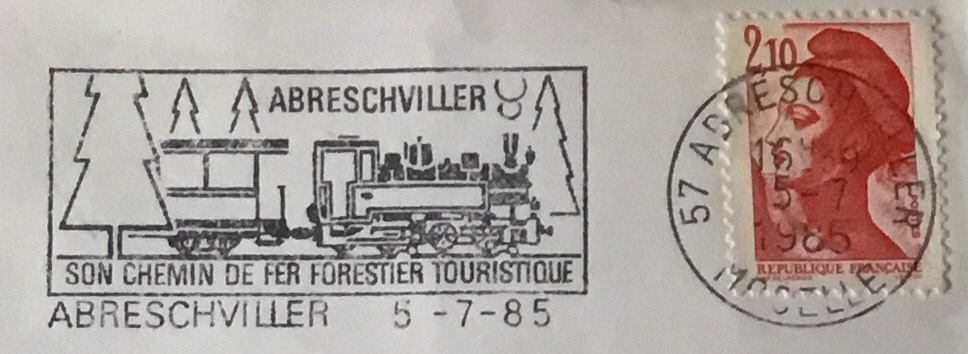 ABRESCHVILLER
SON CHEMIN DE FER FORESTIER TOURISTIQUE
ABRESCHVILLER 5-7-85
2,10
57 ABRESCHVILLER
5-7
1985
MOSELLE
REPUBLIQUE FRANÇAISE